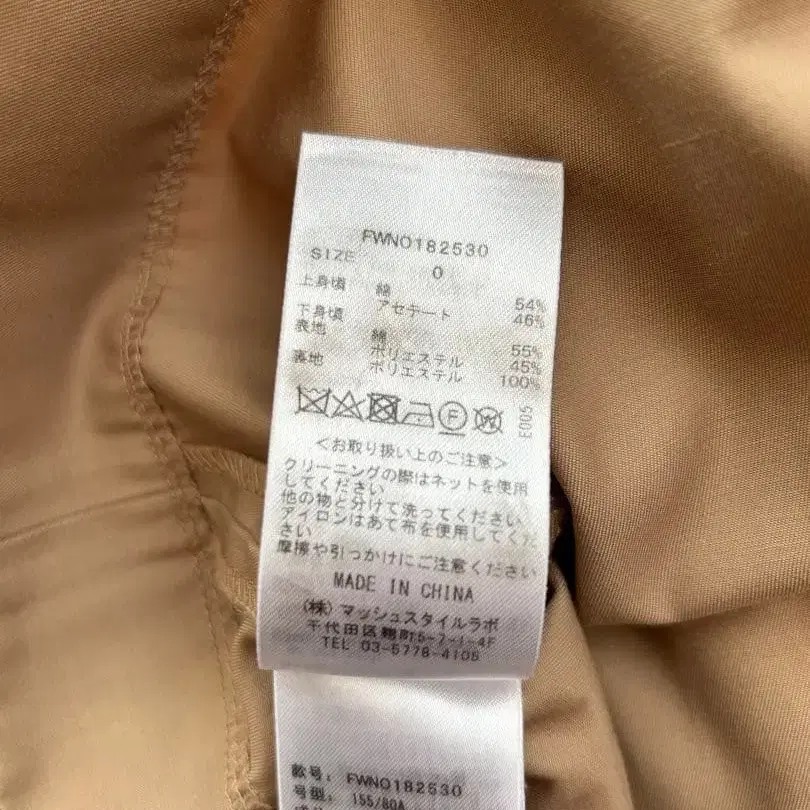 FWNO182530
SIZE 0
上身頃 綿 54%
アセテート 46%
下身頃
表地 綿 55%
ポリエステル 45%
裏地 ポリエステル 100%
F W E005
＜お取り扱い上のご注意＞
クリーニングの際はネットを使用
してください
他の物と分けて洗ってください
アイロンはあて布を使用してくだ
さい
摩擦や引っかけにご注意ください
MADE IN CHINA
(株) マッシュスタイルラボ
千代田区麹町5-7-1-4F
TEL 03-5778-4105
款号: FWNO182530
号型: 155/80A